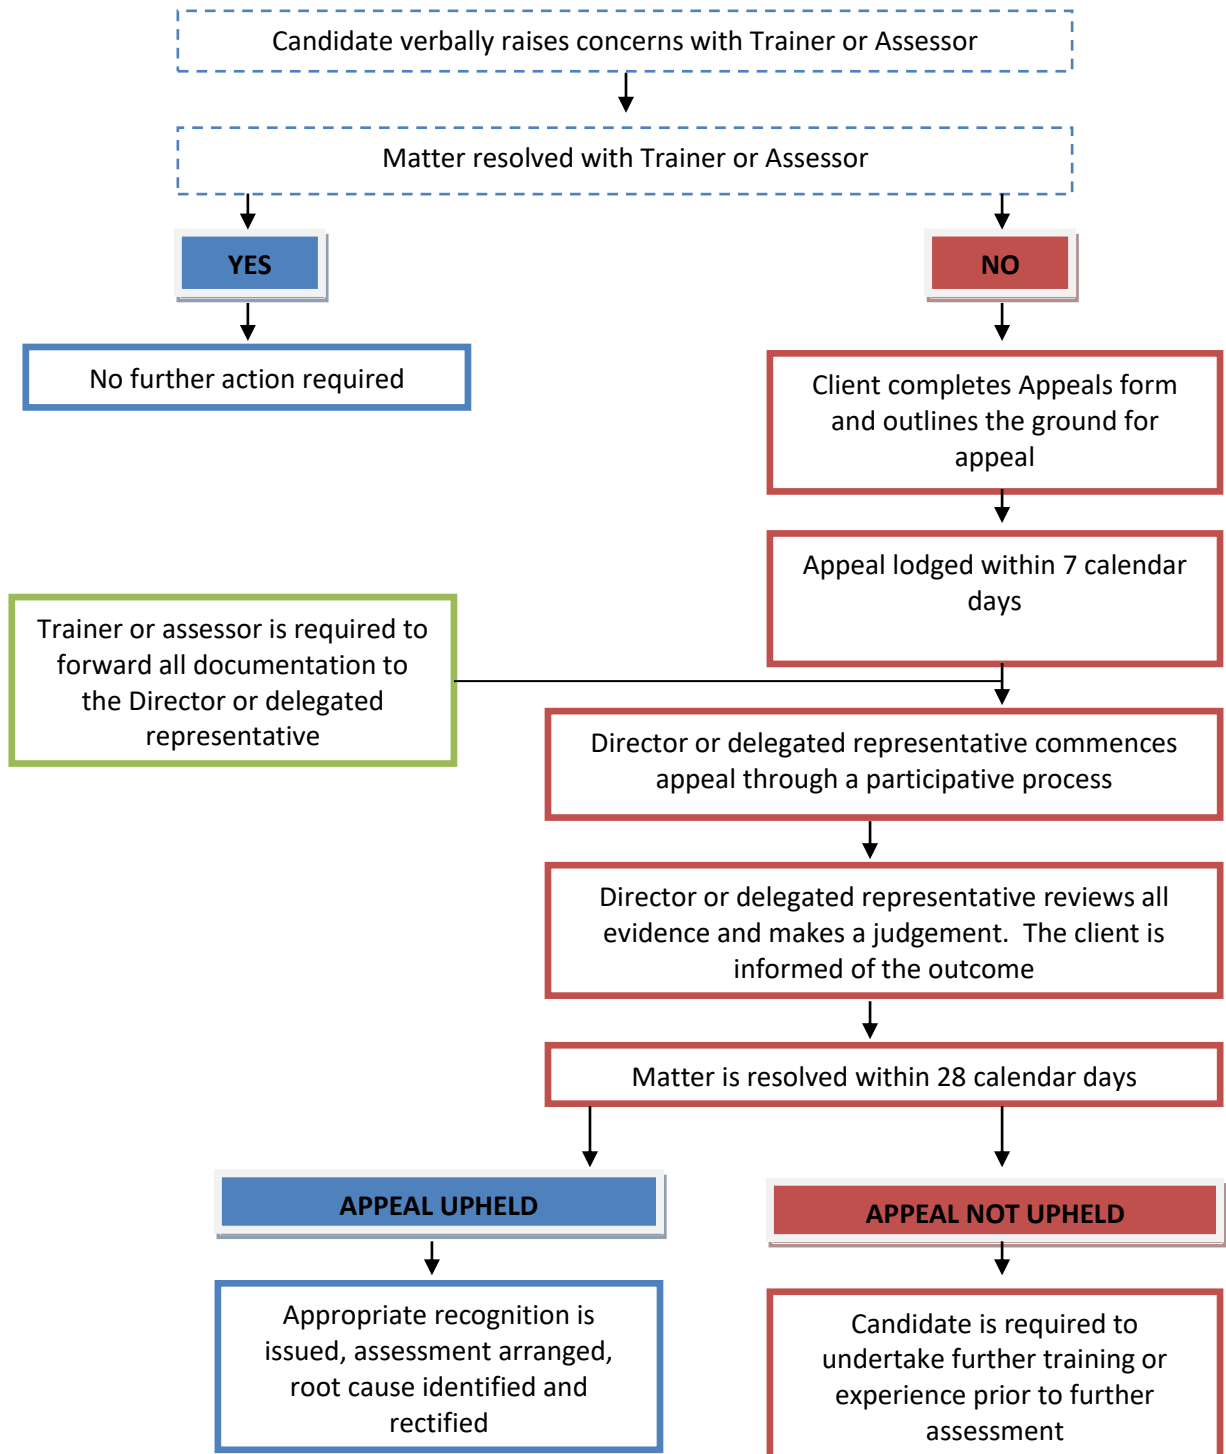 Candidate verbally raises concerns with Trainer or Assessor
Matter resolved with Trainer or Assessor
YES
NO
No further action required
Client completes Appeals form
and outlines the ground for
appeal
Appeal lodged within 7 calendar
days
Trainer or assessor is required to
forward all documentation to
the Director or delegated
representative
Director or delegated representative commences
appeal through a participative process
Director or delegated representative reviews all
evidence and makes a judgement.  The client is
informed of the outcome
Matter is resolved within 28 calendar days
APPEAL UPHELD
APPEAL NOT UPHELD
Appropriate recognition is
issued, assessment arranged,
root cause identified and
rectified
Candidate is required to
undertake further training or
experience prior to further
assessment